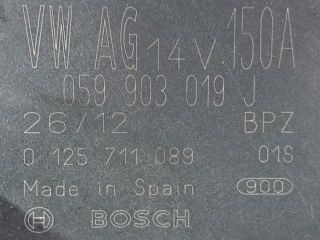 VW AG 14V 150A
059 903 019 J
26/12 BPZ
0 125 711 089 01S
Made in Spain 900
BOSCH